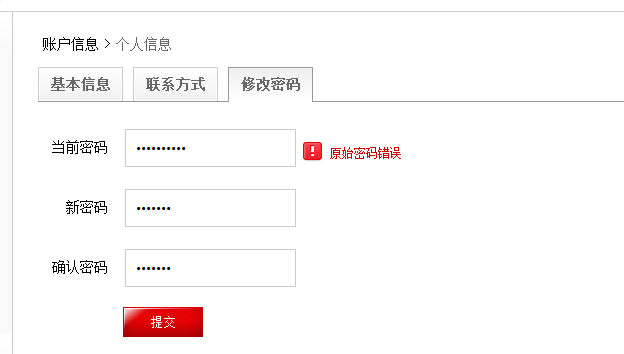 账户信息 > 个人信息
基本信息 联系方式 修改密码
当前密码 •••••••••• ! 原始密码错误
新密码 •••••••
确认密码 •••••••
提交